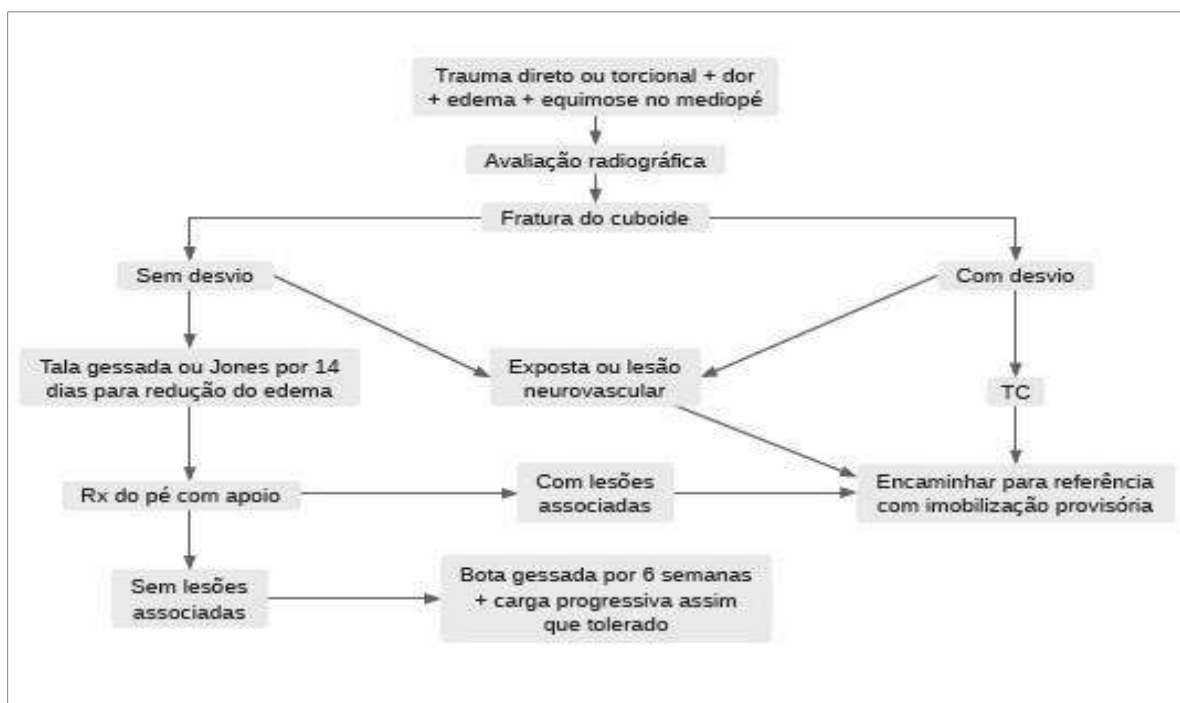 Trauma direto ou torcional + dor
+ edema + equimose no mediopé
Avaliação radiográfica
Fratura do cuboide
Sem desvio
Com desvio
Tala gessada ou Jones por 14
dias para redução do edema
Exposta ou lesão
neurovascular
TC
Rx do pé com apoio
Com lesões
associadas
Encaminhar para referência
com imobilização provisória
Sem lesões
associadas
Bota gessada por 6 semanas
+ carga progressiva assim
que tolerado